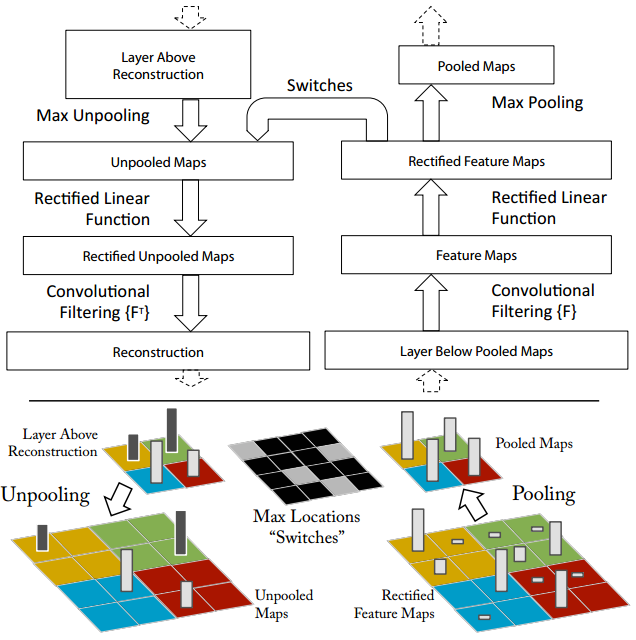 Layer Above
Reconstruction
Pooled Maps
Switches
Max Unpooling
Max Pooling
Unpooled Maps
Rectified Feature Maps
Rectified Linear
Function
Rectified Linear
Function
Rectified Unpooled Maps
Feature Maps
Convolutional
Filtering {Fᵀ}
Convolutional
Filtering {F}
Reconstruction
Layer Below Pooled Maps
Layer Above
Reconstruction
Pooled Maps
Unpooling
Pooling
Max Locations
“Switches”
Unpooled
Maps
Rectified
Feature Maps